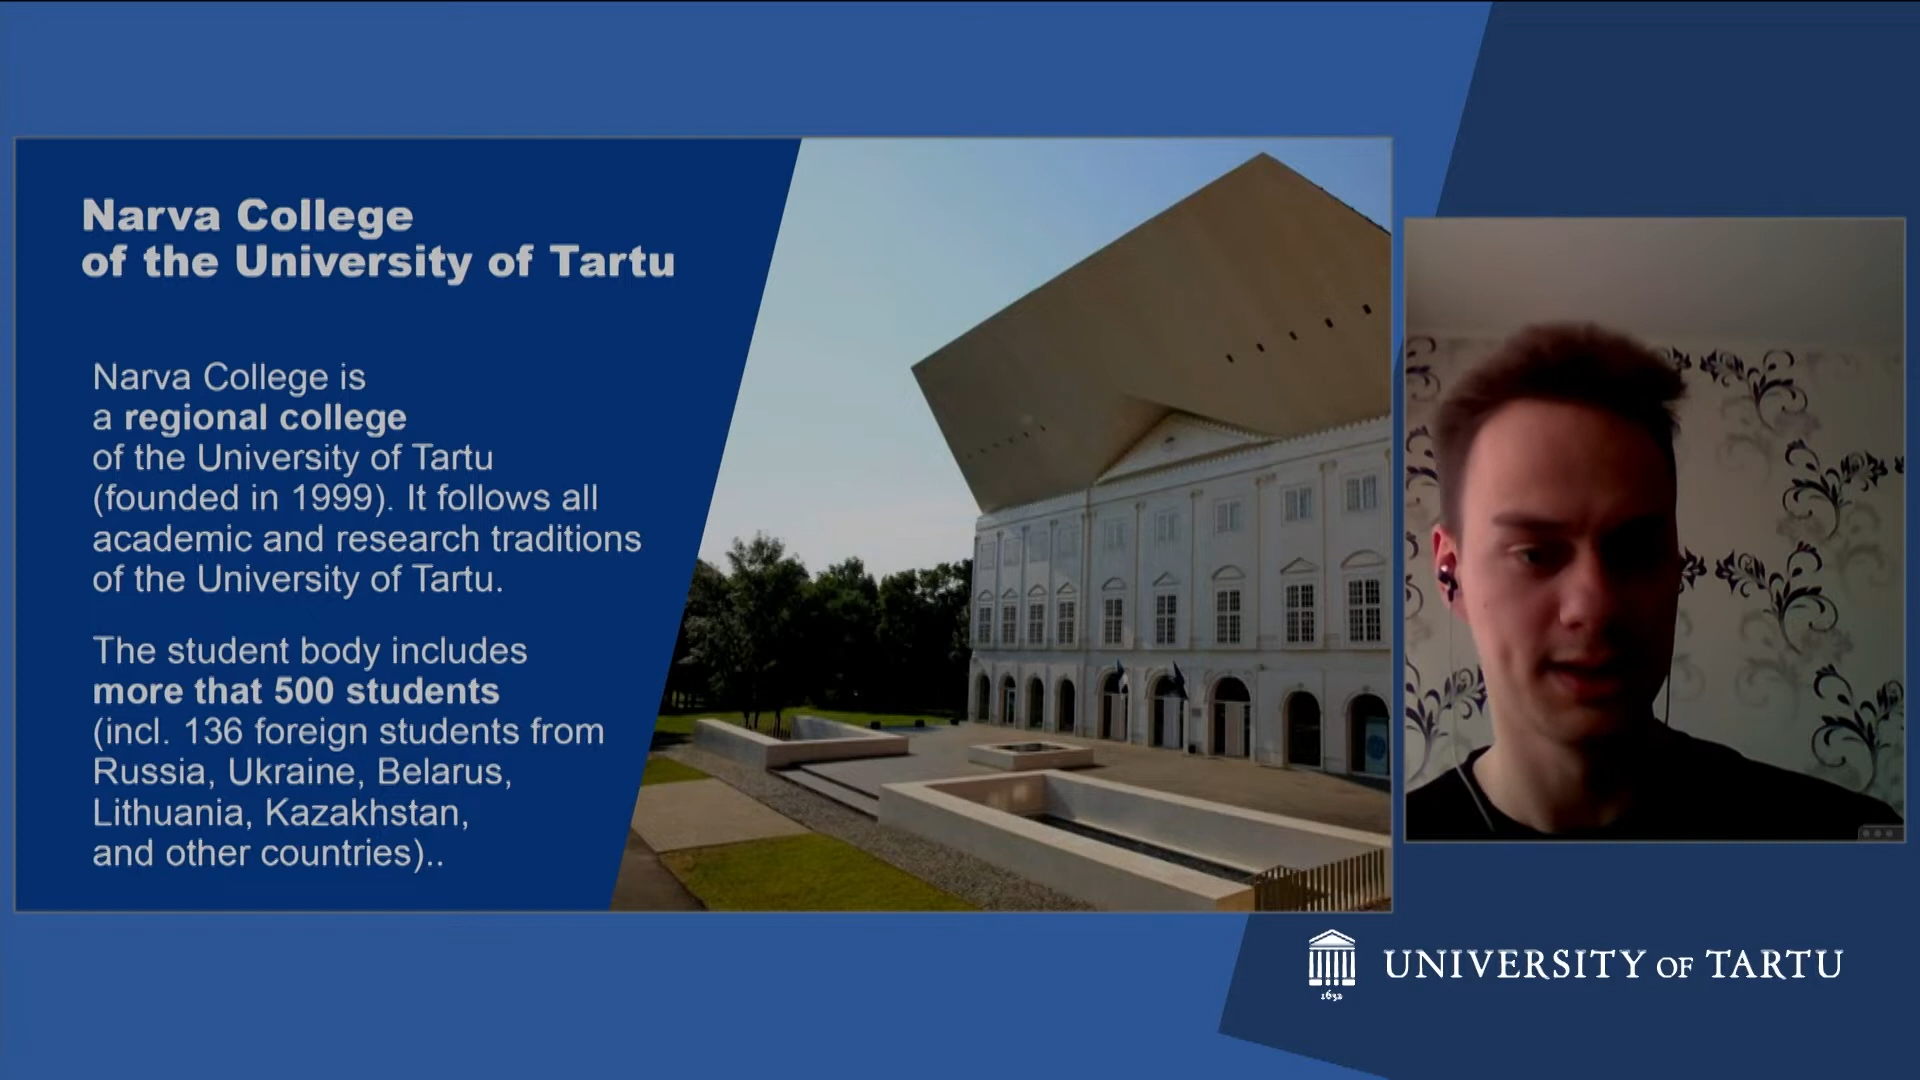 Narva College
of the University of Tartu
Narva College is
a regional college
of the University of Tartu
(founded in 1999). It follows all
academic and research traditions
of the University of Tartu.
The student body includes
more that 500 students
(incl. 136 foreign students from
Russia, Ukraine, Belarus,
Lithuania, Kazakhstan,
and other countries)..
UNIVERSITY OF TARTU
1632